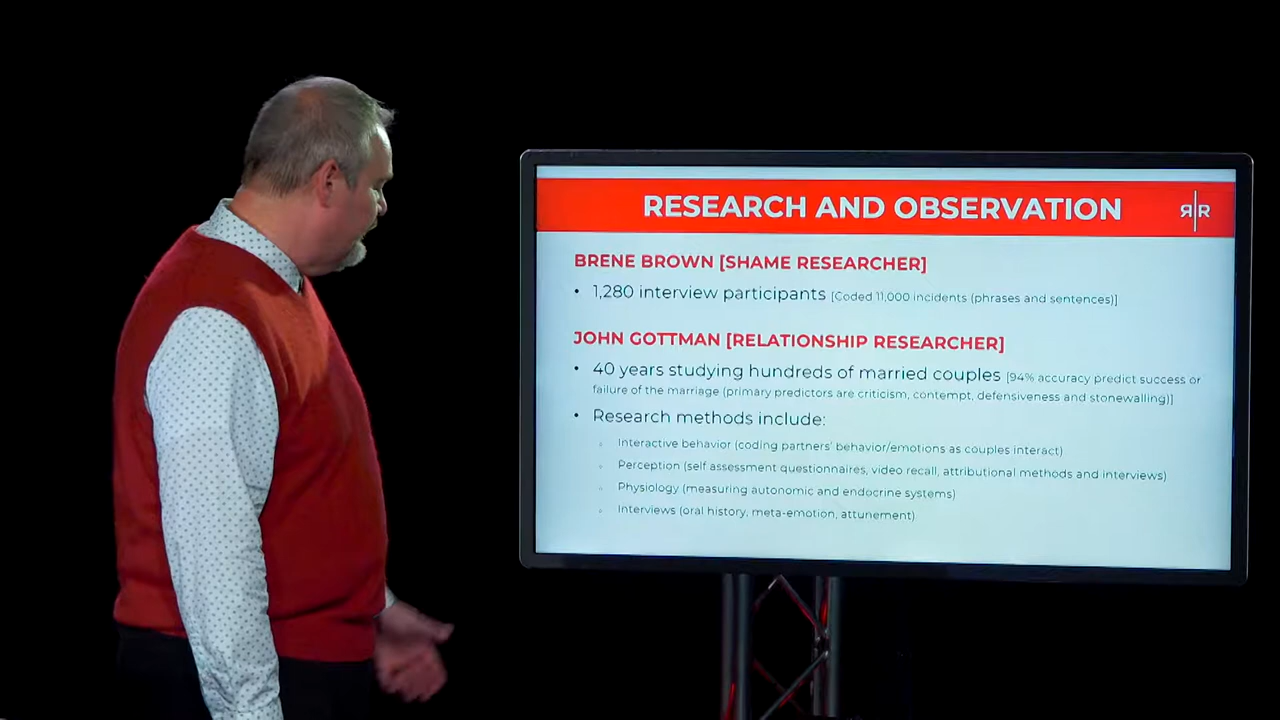 RESEARCH AND OBSERVATION
ЯR
BRENE BROWN [SHAME RESEARCHER]
• 1,280 interview participants [Coded 11,000 incidents (phrases and sentences)]
JOHN GOTTMAN [RELATIONSHIP RESEARCHER]
• 40 years studying hundreds of married couples [94% accuracy predict success or
failure of the marriage (primary predictors are criticism, contempt, defensiveness and stonewalling)]
• Research methods include:
Interactive behavior (coding partners' behavior/emotions as couples interact)
Perception (self assessment questionnaires, video recall, attributional methods and interviews)
Physiology (measuring autonomic and endocrine systems)
Interviews (oral history, meta-emotion, attunement)